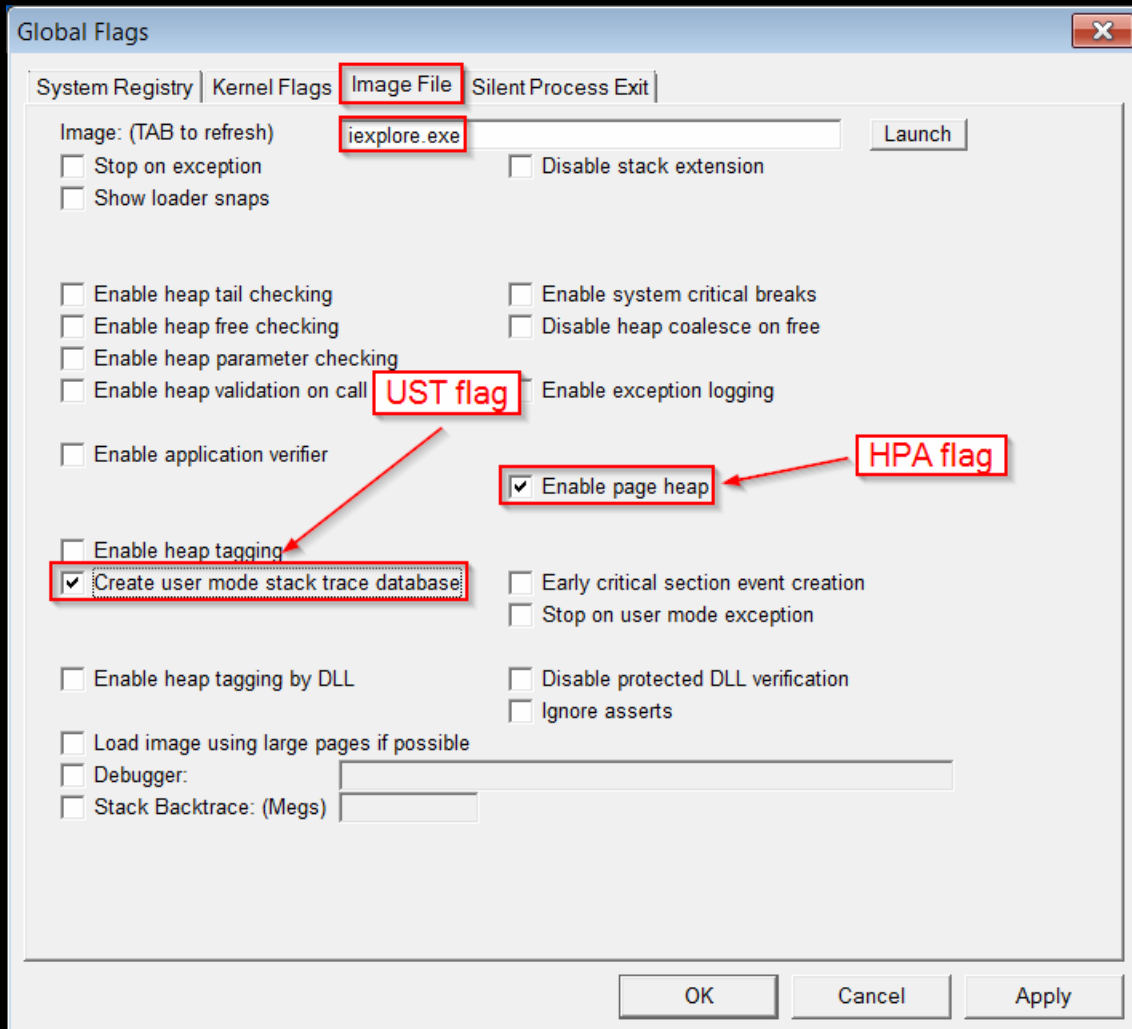 Global Flags
System Registry Kernel Flags Image File Silent Process Exit
Image: (TAB to refresh) iexplore.exe Launch
Stop on exception Disable stack extension
Show loader snaps
Enable heap tail checking Enable system critical breaks
Enable heap free checking Disable heap coalesce on free
Enable heap parameter checking
Enable heap validation on call UST flag Enable exception logging
Enable application verifier HPA flag
Enable page heap
Enable heap tagging
Create user mode stack trace database Early critical section event creation
Stop on user mode exception
Enable heap tagging by DLL Disable protected DLL verification
Ignore asserts
Load image using large pages if possible
Debugger:
Stack Backtrace: (Megs)
OK Cancel Apply